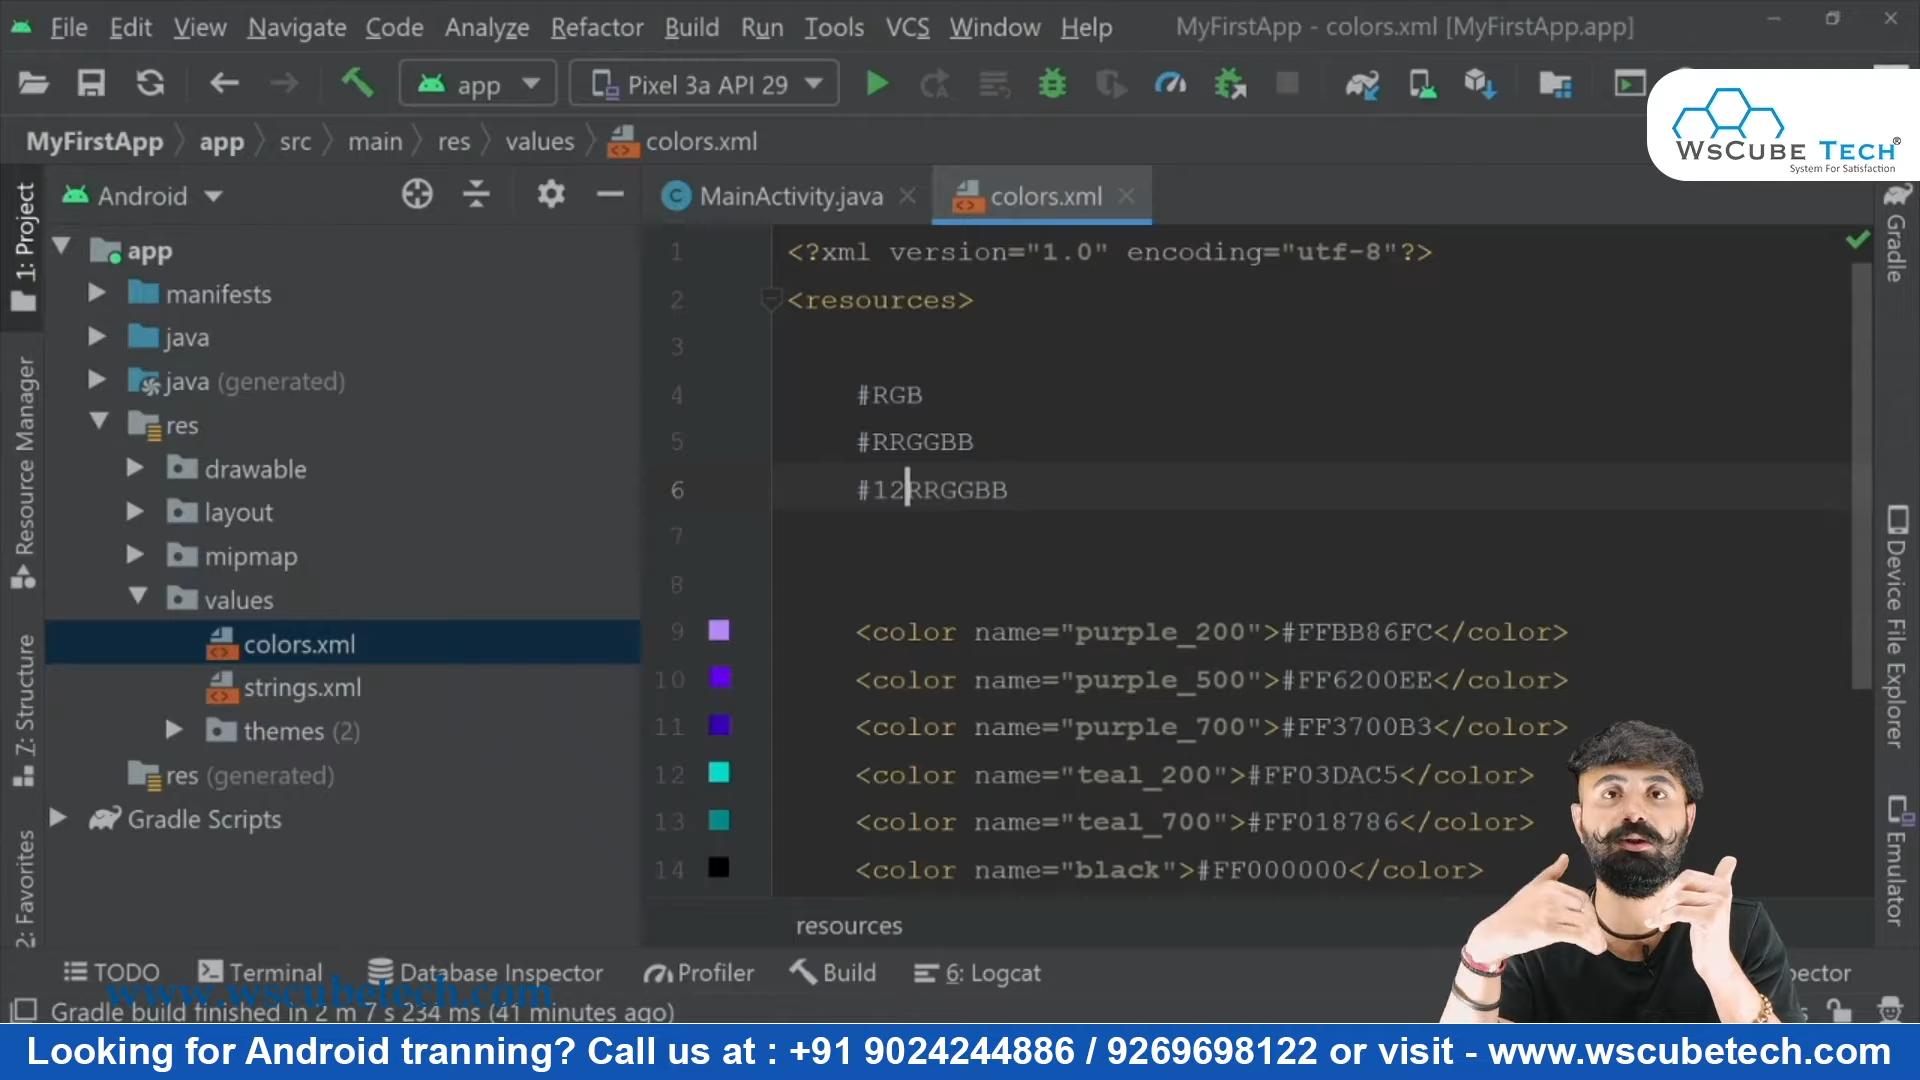 File Edit View Navigate Code Analyze Refactor Build Run Tools VCS Window Help MyFirstApp - colors.xml [MyFirstApp.app]
app Pixel 3a API 29
WsCube Tech®
System For Satisfaction
MyFirstApp app src main res values colors.xml
1: Project
Resource Manager
Z: Structure
2: Favorites
Android
app
manifests
java
java (generated)
res
drawable
layout
mipmap
values
colors.xml
strings.xml
themes (2)
res (generated)
Gradle Scripts
MainActivity.java colors.xml
1 <?xml version="1.0" encoding="utf-8"?>
2 <resources>
3
4 #RGB
5 #RRGGBB
6 #12RRGGBB
7
8
9 <color name="purple_200">#FFBB86FC</color>
10 <color name="purple_500">#FF6200EE</color>
11 <color name="purple_700">#FF3700B3</color>
12 <color name="teal_200">#FF03DAC5</color>
13 <color name="teal_700">#FF018786</color>
14 <color name="black">#FF000000</color>
resources
Gradle
Device File Explorer
Emulator
TODO Terminal Database Inspector Profiler Build 6: Logcat
www.wscubetech.com
Gradle build finished in 2 m 7 s 234 ms (41 minutes ago)
Looking for Android tranning? Call us at : +91 9024244886 / 9269698122 or visit - www.wscubetech.com